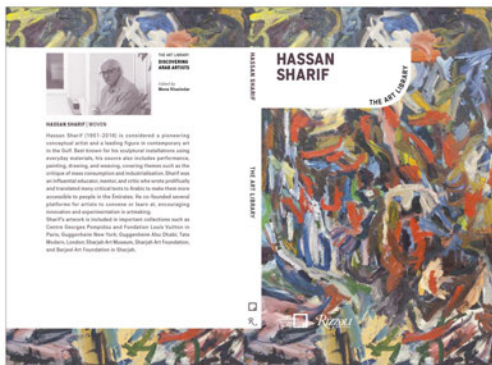 THE ART LIBRARY
DISCOVERING
ARAB ARTISTS
Edited by
Mona Khazindar
HASSAN SHARIF | WOVEN
Hassan Sharif (1951-2016) is considered a pioneering
conceptual artist and a leading figure in contemporary art
in the Gulf. Best known for his sculptural installations using
everyday materials, his oeuvre also includes performance,
painting, drawing, and weaving, covering themes such as the
critique of mass consumption and industrialisation. Sharif was
an influential educator, mentor, and critic who wrote prolifically
and translated many critical texts to Arabic to make them more
accessible to people in the Emirates. He co-founded several
platforms for artists to convene or learn at, encouraging
innovation and experimentation in artmaking.
Sharif's artwork is included in important collections such as
Centre Georges Pompidou and Fondation Louis Vuitton in
Paris; Guggenheim New York; Guggenheim Abu Dhabi; Tate
Modern, London; Sharjah Art Museum, Sharjah Art Foundation,
and Barjeel Art Foundation in Sharjah.
HASSAN SHARIF
THE ART LIBRARY
R
HASSAN
SHARIF
THE ART LIBRARY
RIZZOLI